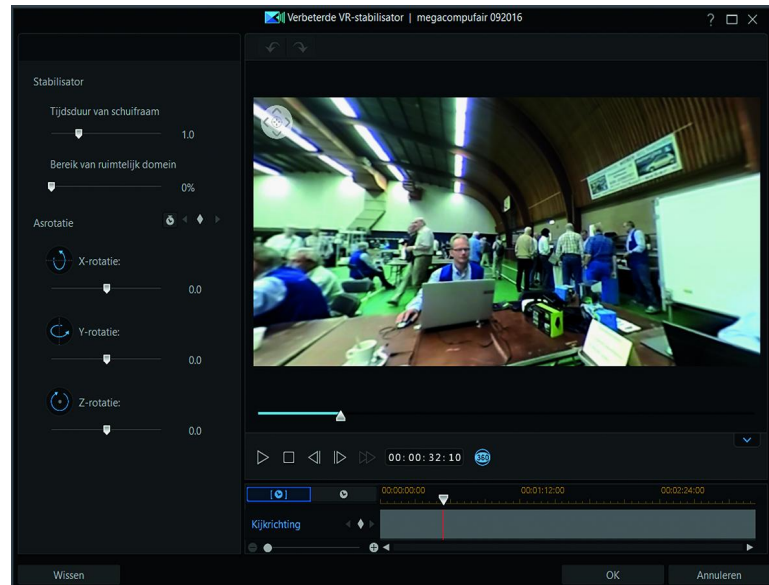 Verbeterde VR-stabilisator | megacompufair 092016
?
Stabilisator
Tijdsduur van schuifraam
1.0
Bereik van ruimtelijk domein
0%
Asrotatie
X-rotatie:
0.0
Y-rotatie:
0.0
Z-rotatie:
0.0
00:00:32:10
360
00:00:00:00 00:01:12:00 00:02:24:00
Kijkrichting
Wissen OK Annuleren